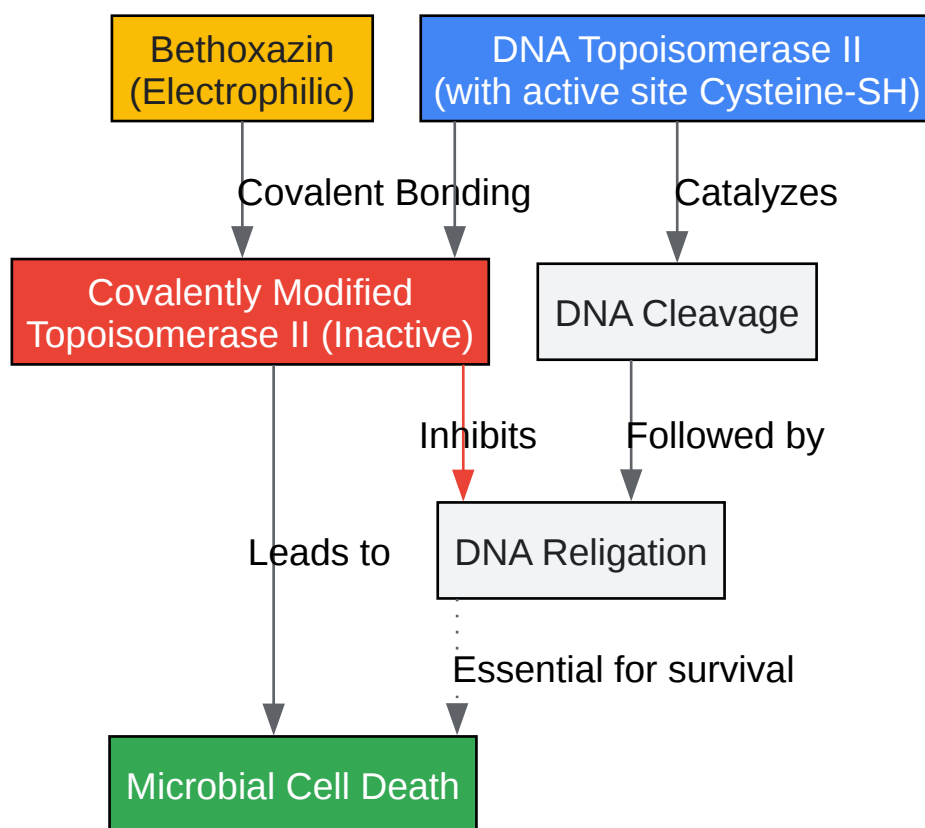 Bethoxazin
(Electrophilic)
DNA Topoisomerase II
(with active site Cysteine-SH)
Covalent Bonding
Catalyzes
Covalently Modified
Topoisomerase II (Inactive)
DNA Cleavage
Inhibits
Followed by
Leads to
DNA Religation
Essential for survival
Microbial Cell Death